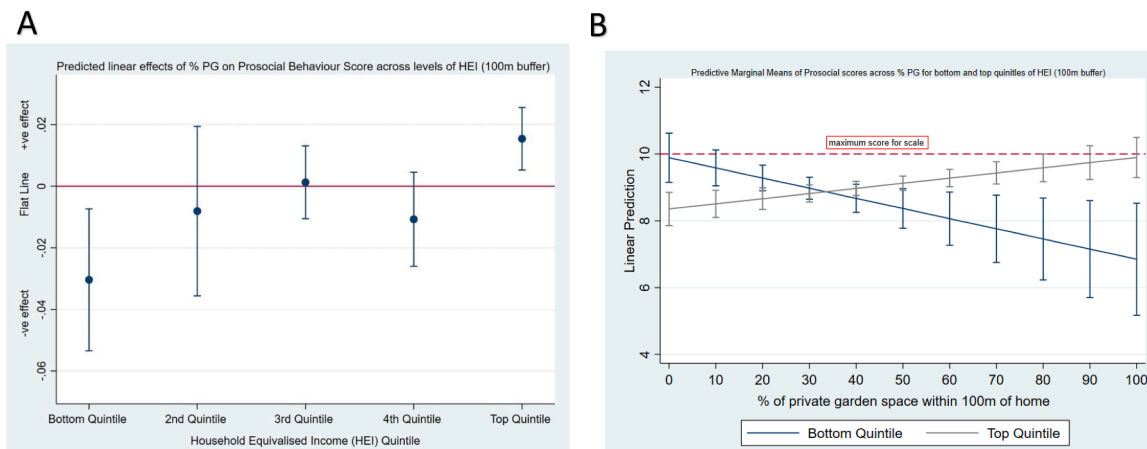 A
Predicted linear effects of % PG on Prosocial Behaviour Score across levels of HEI (100m buffer)
+ve effect
Flat Line
-ve effect
.02
0
-.02
-.04
-.06
Bottom Quintile 2nd Quintile 3rd Quintile 4th Quintile Top Quintile
Household Equivalised Income (HEI) Quintile
B
Predictive Marginal Means of Prosocial scores across % PG for bottom and top quinitles of HEI (100m buffer)
Linear Prediction
12
10
8
6
4
maximum score for scale
0 10 20 30 40 50 60 70 80 90 100
% of private garden space within 100m of home
Bottom Quintile Top Quintile